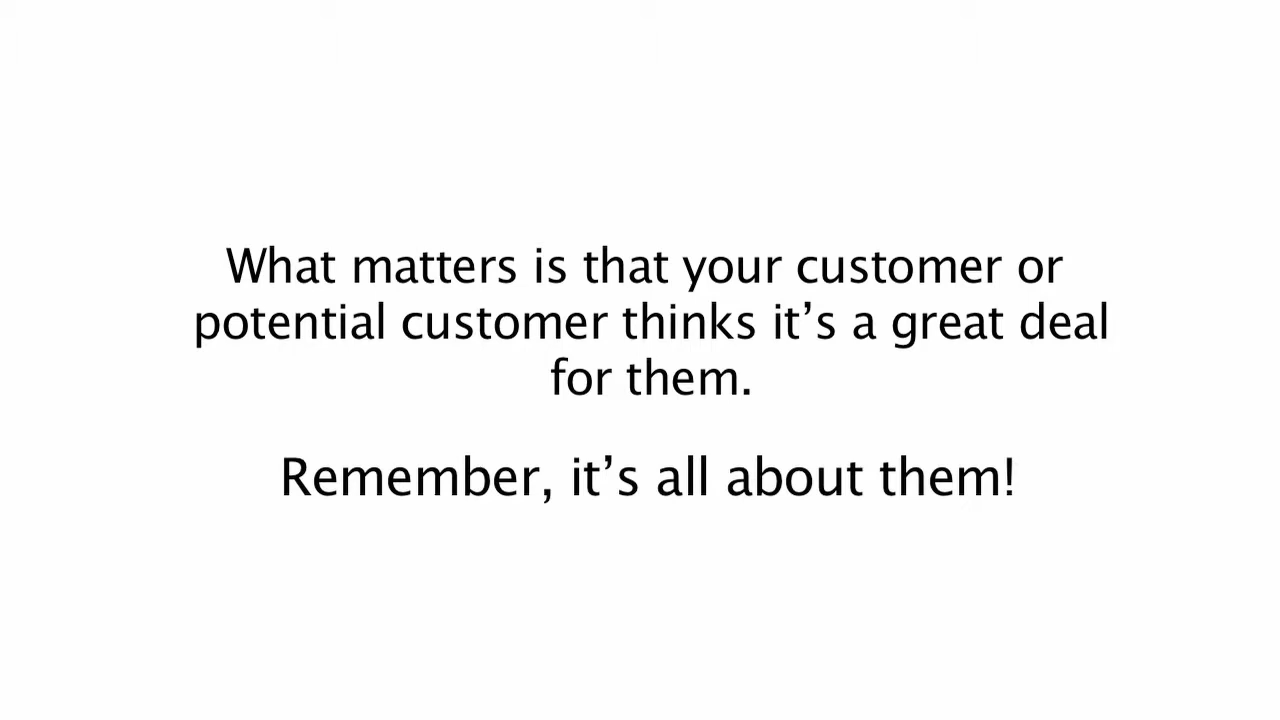 What matters is that your customer or
potential customer thinks it’s a great deal
for them.
Remember, it’s all about them!